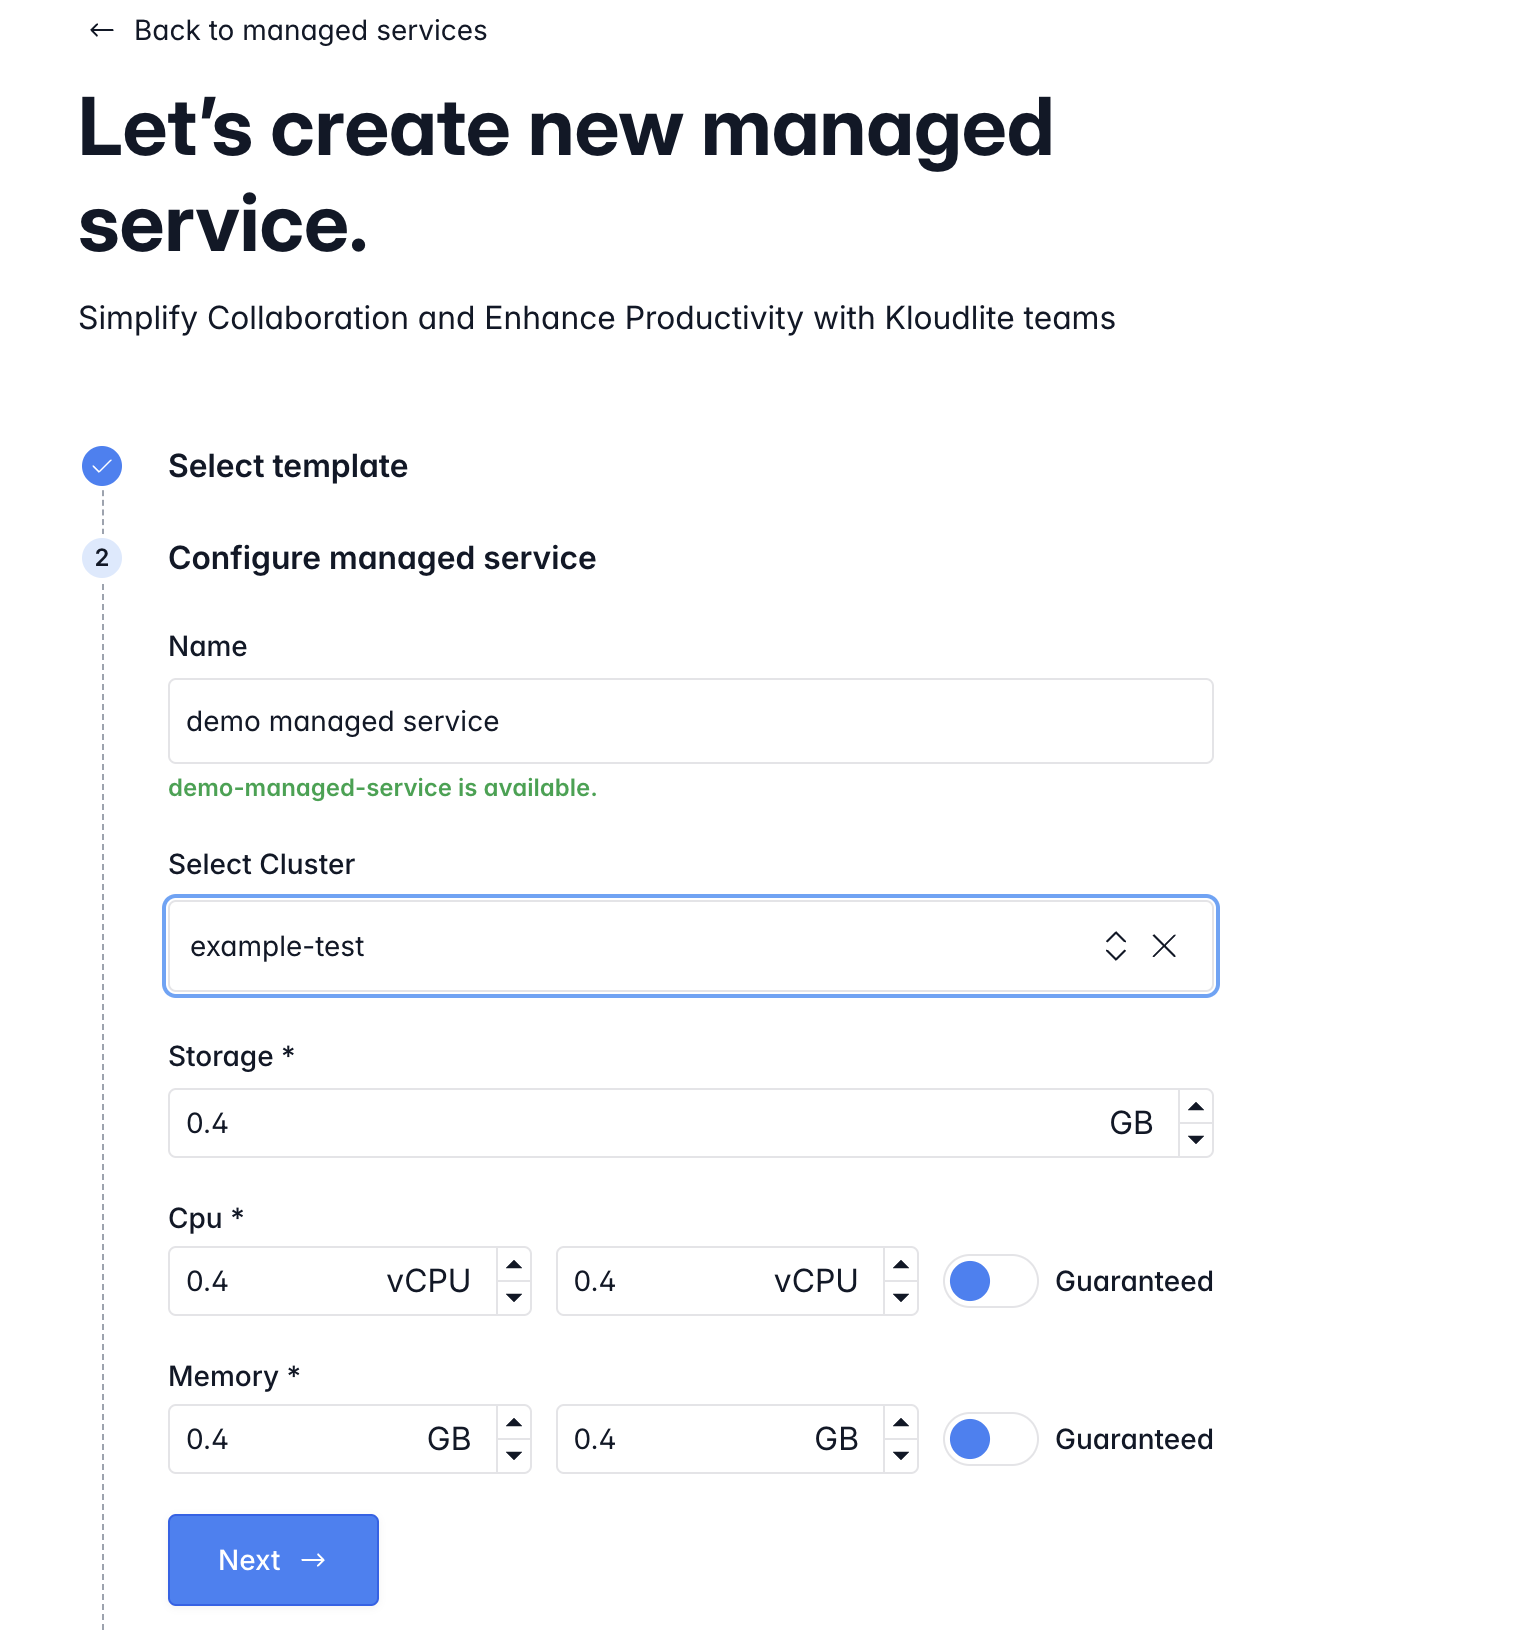 ← Back to managed services
Let’s create new managed
service.
Simplify Collaboration and Enhance Productivity with Kloudlite teams
Select template
2 Configure managed service
Name
demo managed service
demo-managed-service is available.
Select Cluster
example-test
Storage *
0.4 GB
Cpu *
0.4 vCPU 0.4 vCPU Guaranteed
Memory *
0.4 GB 0.4 GB Guaranteed
Next →